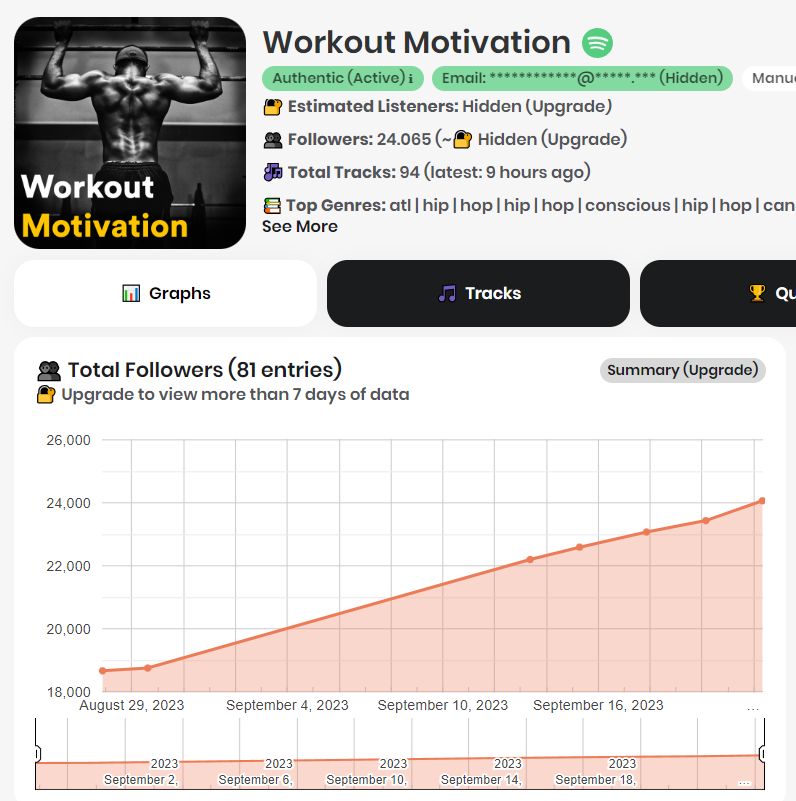 Workout Motivation
Authentic (Active) ℹ Email: ************@*****.*** (Hidden)
Estimated Listeners: Hidden (Upgrade)
Followers: 24.065 (~ Hidden (Upgrade)
Total Tracks: 94 (latest: 9 hours ago)
Top Genres: atl | hip | hop | hip | hop | conscious | hip | hop | can
See More
Workout
Motivation
Graphs
Tracks
Qu
Total Followers (81 entries)
Summary (Upgrade)
Upgrade to view more than 7 days of data
26,000
24,000
22,000
20,000
18,000
August 29, 2023 September 4, 2023 September 10, 2023 September 16, 2023 ...
2023 2023 2023 2023 2023
September 2, September 6, September 10, September 14, September 18, ...